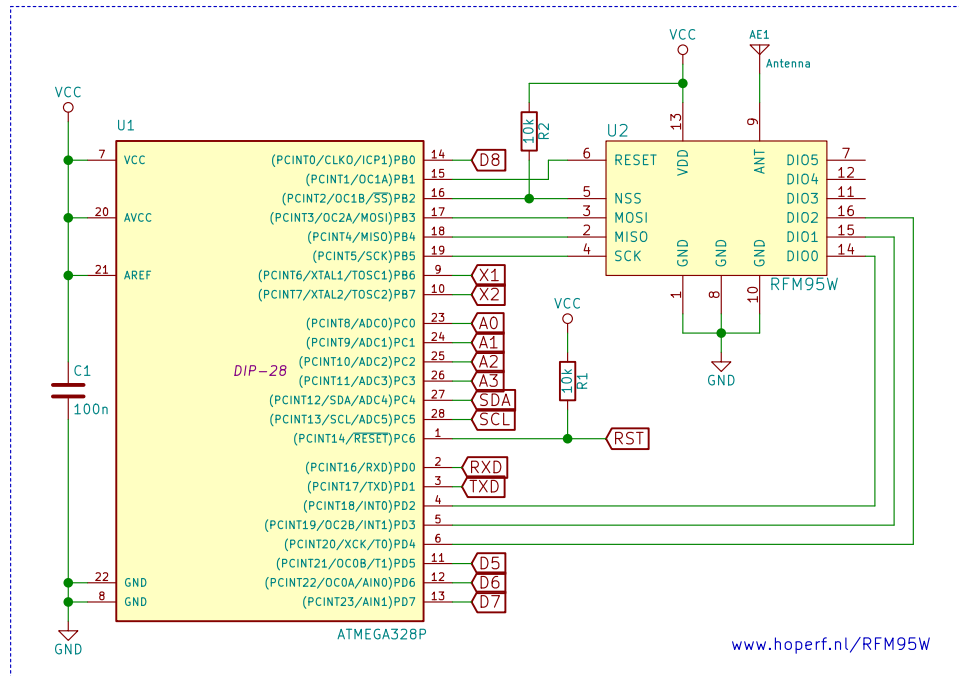 VCC
U1
7 VCC
20 AVCC
21 AREF
C1
100n
22 GND
8 GND
GND
DIP-28
ATMEGA328P
(PCINT0/CLKO/ICP1)PB0 14 D8
(PCINT1/OC1A)PB1 15
(PCINT2/OC1B/SS)PB2 16
(PCINT3/OC2A/MOSI)PB3 17
(PCINT4/MISO)PB4 18
(PCINT5/SCK)PB5 19
(PCINT6/XTAL1/TOSC1)PB6 9 X1
(PCINT7/XTAL2/TOSC2)PB7 10 X2
(PCINT8/ADC0)PC0 23 A0
(PCINT9/ADC1)PC1 24 A1
(PCINT10/ADC2)PC2 25 A2
(PCINT11/ADC3)PC3 26 A3
(PCINT12/SDA/ADC4)PC4 27 SDA
(PCINT13/SCL/ADC5)PC5 28 SCL
(PCINT14/RESET)PC6 1 RST
(PCINT16/RXD)PD0 2 RXD
(PCINT17/TXD)PD1 3 TXD
(PCINT18/INT0)PD2 4
(PCINT19/OC2B/INT1)PD3 5
(PCINT20/XCK/T0)PD4 6
(PCINT21/OC0B/T1)PD5 11 D5
(PCINT22/OC0A/AIN0)PD6 12 D6
(PCINT23/AIN1)PD7 13 D7
VCC
10k
R1
VCC
10k
R2
AE1
Antenna
U2
13 VDD
9 ANT
6 RESET
5 NSS
3 MOSI
2 MISO
4 SCK
DIO5 7
DIO4 12
DIO3 11
DIO2 16
DIO1 15
DIO0 14
GND 1
GND 8
GND 10
RFM95W
GND
www.hoperf.nl/RFM95W